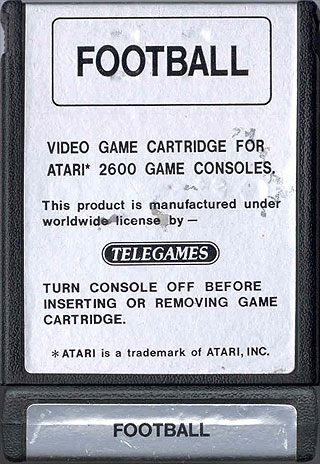 FOOTBALL
VIDEO GAME CARTRIDGE FOR
ATARI* 2600 GAME CONSOLES.
This product is manufactured under
worldwide license by —
TELEGAMES
TURN CONSOLE OFF BEFORE
INSERTING OR REMOVING GAME
CARTRIDGE.
* ATARI is a trademark of ATARI, INC.
FOOTBALL